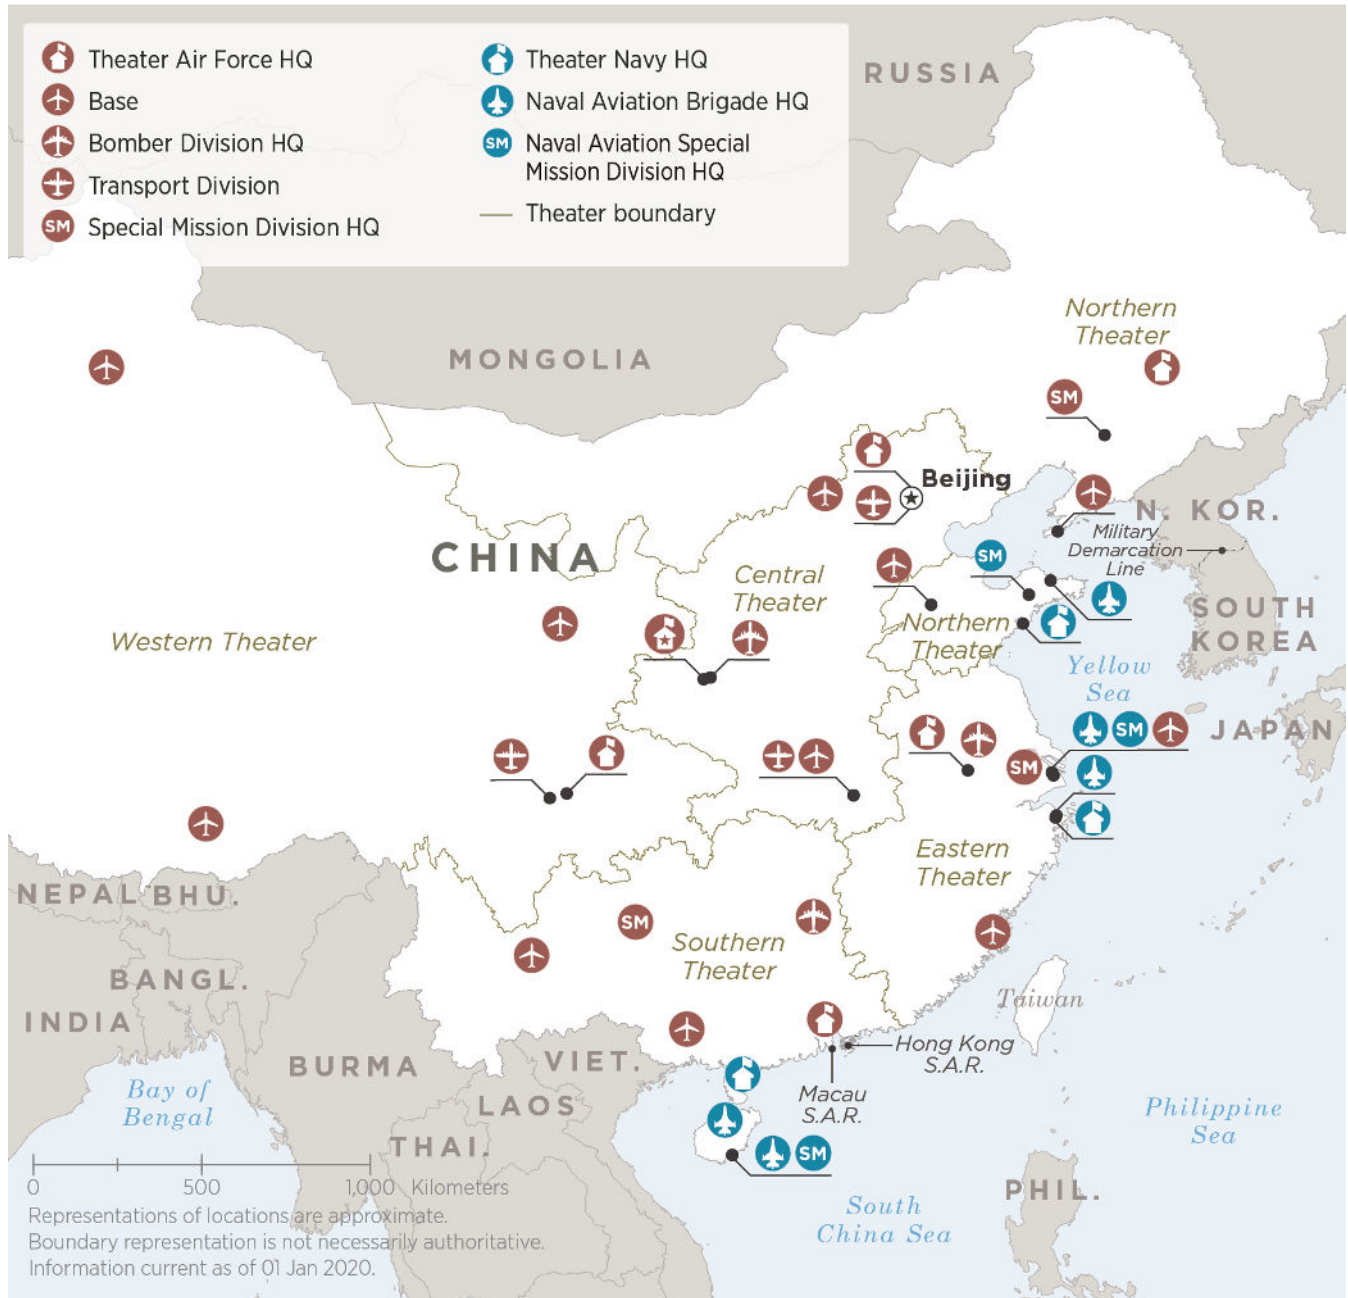 Theater Air Force HQ
Base
Bomber Division HQ
Transport Division
SM Special Mission Division HQ
Theater Navy HQ
Naval Aviation Brigade HQ
SM Naval Aviation Special
Mission Division HQ
Theater boundary
RUSSIA
MONGOLIA
Northern
Theater
SM
Beijing
N. KOR.
Military
Demarcation
Line
CHINA
SM
Central
Theater
SOUTH
KOREA
Western Theater
Northern
Theater
Yellow
Sea
SM
JAPAN
SM
Eastern
Theater
NEPAL
BHU.
SM
Southern
Theater
BANGL.
INDIA
Taiwan
BURMA
VIET.
Hong Kong
S.A.R.
Bay of
Bengal
LAOS
Macau
S.A.R.
Philippine
Sea
THAI.
SM
PHIL.
South
China Sea
0 500 1,000 Kilometers
Representations of locations are approximate.
Boundary representation is not necessarily authoritative.
Information current as of 01 Jan 2020.